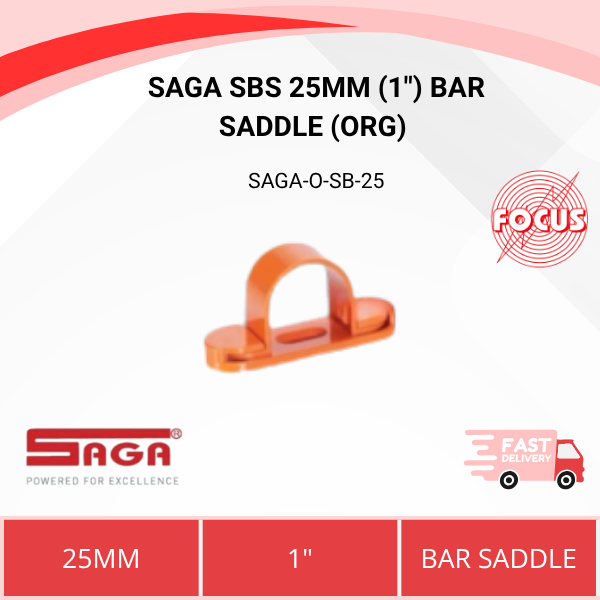 SAGA SBS 25MM (1") BAR
SADDLE (ORG)
SAGA-O-SB-25
FOCUS
SAGA®
POWERED FOR EXCELLENCE
FAST
DELIVERY
25MM
1"
BAR SADDLE